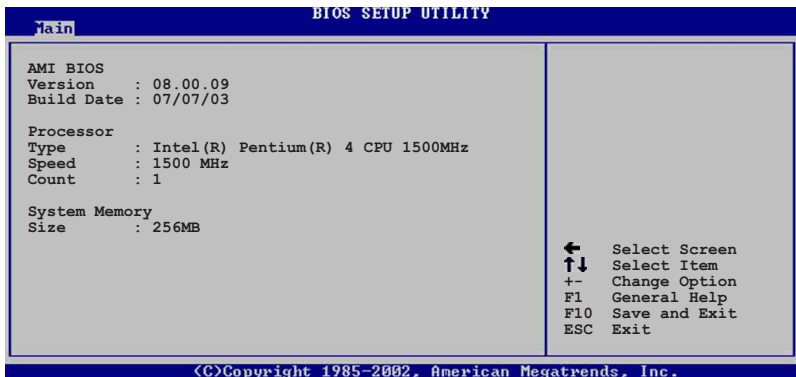 BIOS SETUP UTILITY
Main
AMI BIOS
Version : 08.00.09
Build Date : 07/07/03
Processor
Type : Intel(R) Pentium(R) 4 CPU 1500MHz
Speed : 1500 MHz
Count : 1
System Memory
Size : 256MB
← Select Screen
↑↓ Select Item
+- Change Option
F1 General Help
F10 Save and Exit
ESC Exit
(C)Copyright 1985-2002, American Megatrends, Inc.